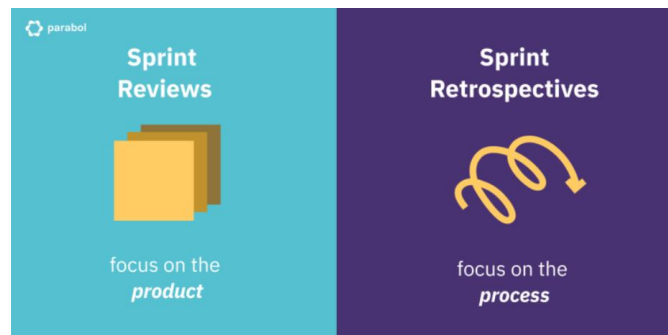 parabol
Sprint
Reviews
focus on the
product
Sprint
Retrospectives
focus on the
process